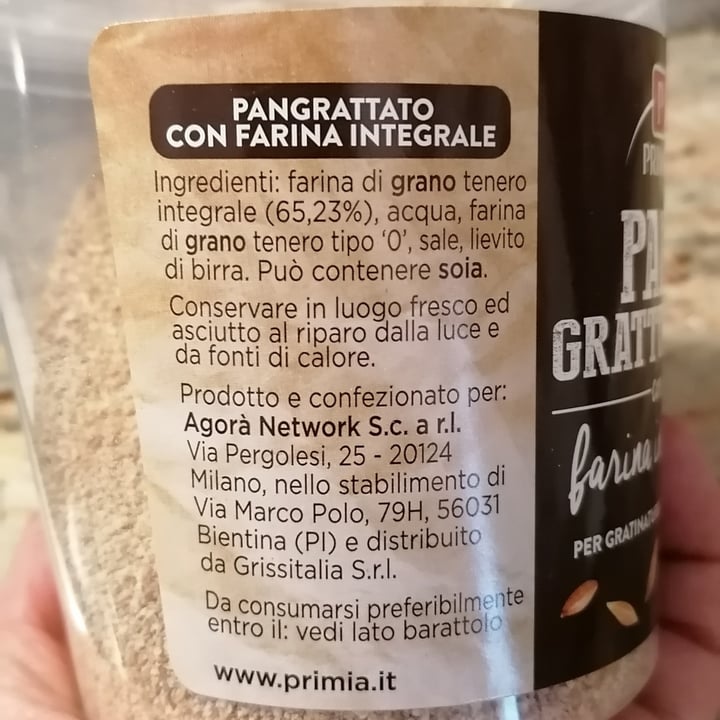 PANGRATTATO
CON FARINA INTEGRALE
Ingredienti: farina di grano tenero
integrale (65,23%), acqua, farina
di grano tenero tipo ‘0’, sale, lievito
di birra. Può contenere soia.
Conservare in luogo fresco ed
asciutto al riparo dalla luce e
da fonti di calore.
Prodotto e confezionato per:
Agorà Network S.c. a r.l.
Via Pergolesi, 25 - 20124
Milano, nello stabilimento di
Via Marco Polo, 79H, 56031
Bientina (PI) e distribuito
da Grissitalia S.r.l.
Da consumarsi preferibilmente
entro il: vedi lato barattolo
www.primia.it
farina
PER